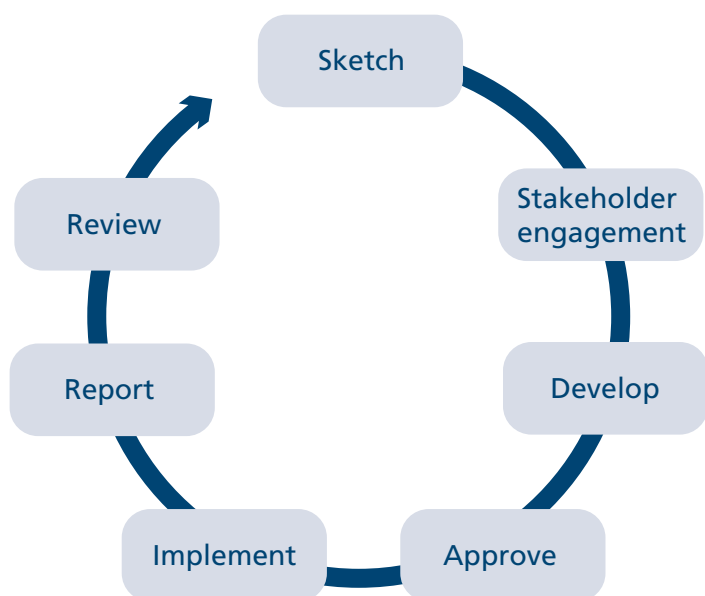 Sketch
Stakeholder
engagement
Develop
Approve
Implement
Report
Review